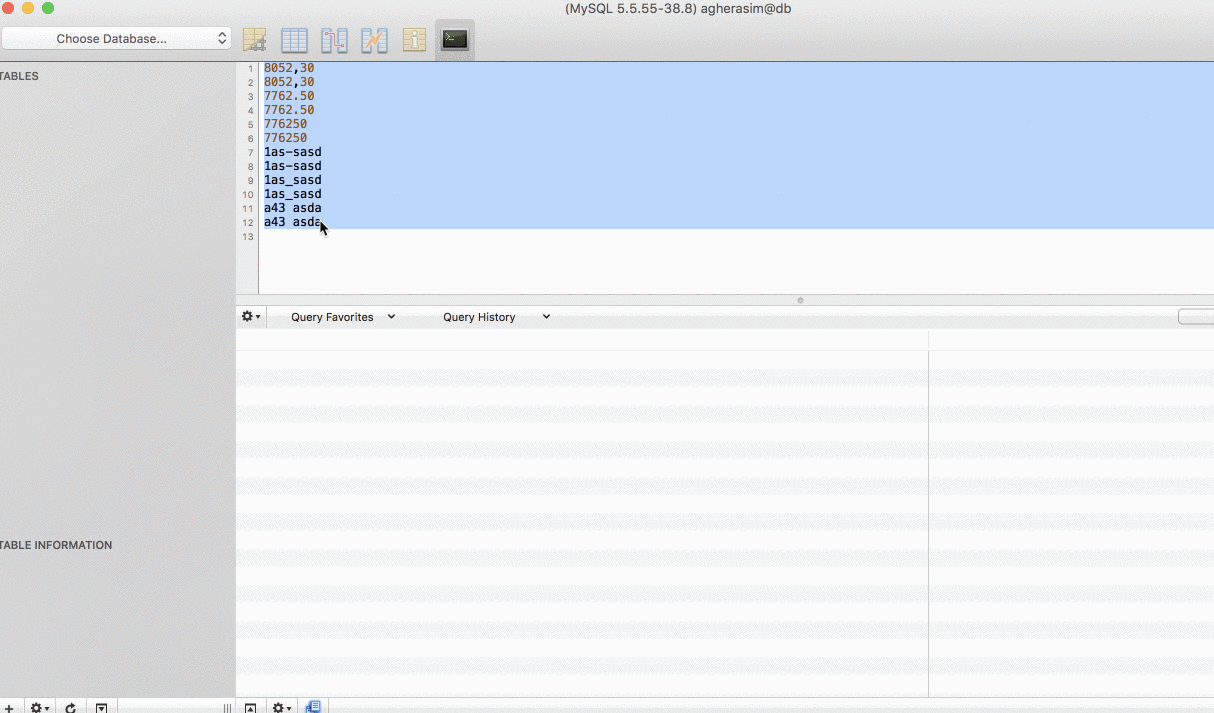 (MySQL 5.5.55-38.8) agherasim@db
Choose Database...
TABLES
1 8052,30
2 8052,30
3 7762.50
4 7762.50
5 776250
6 776250
7 1as-sasd
8 1as-sasd
9 1as_sasd
10 1as_sasd
11 a43 asda
12 a43 asda
13
Query Favorites
Query History
TABLE INFORMATION